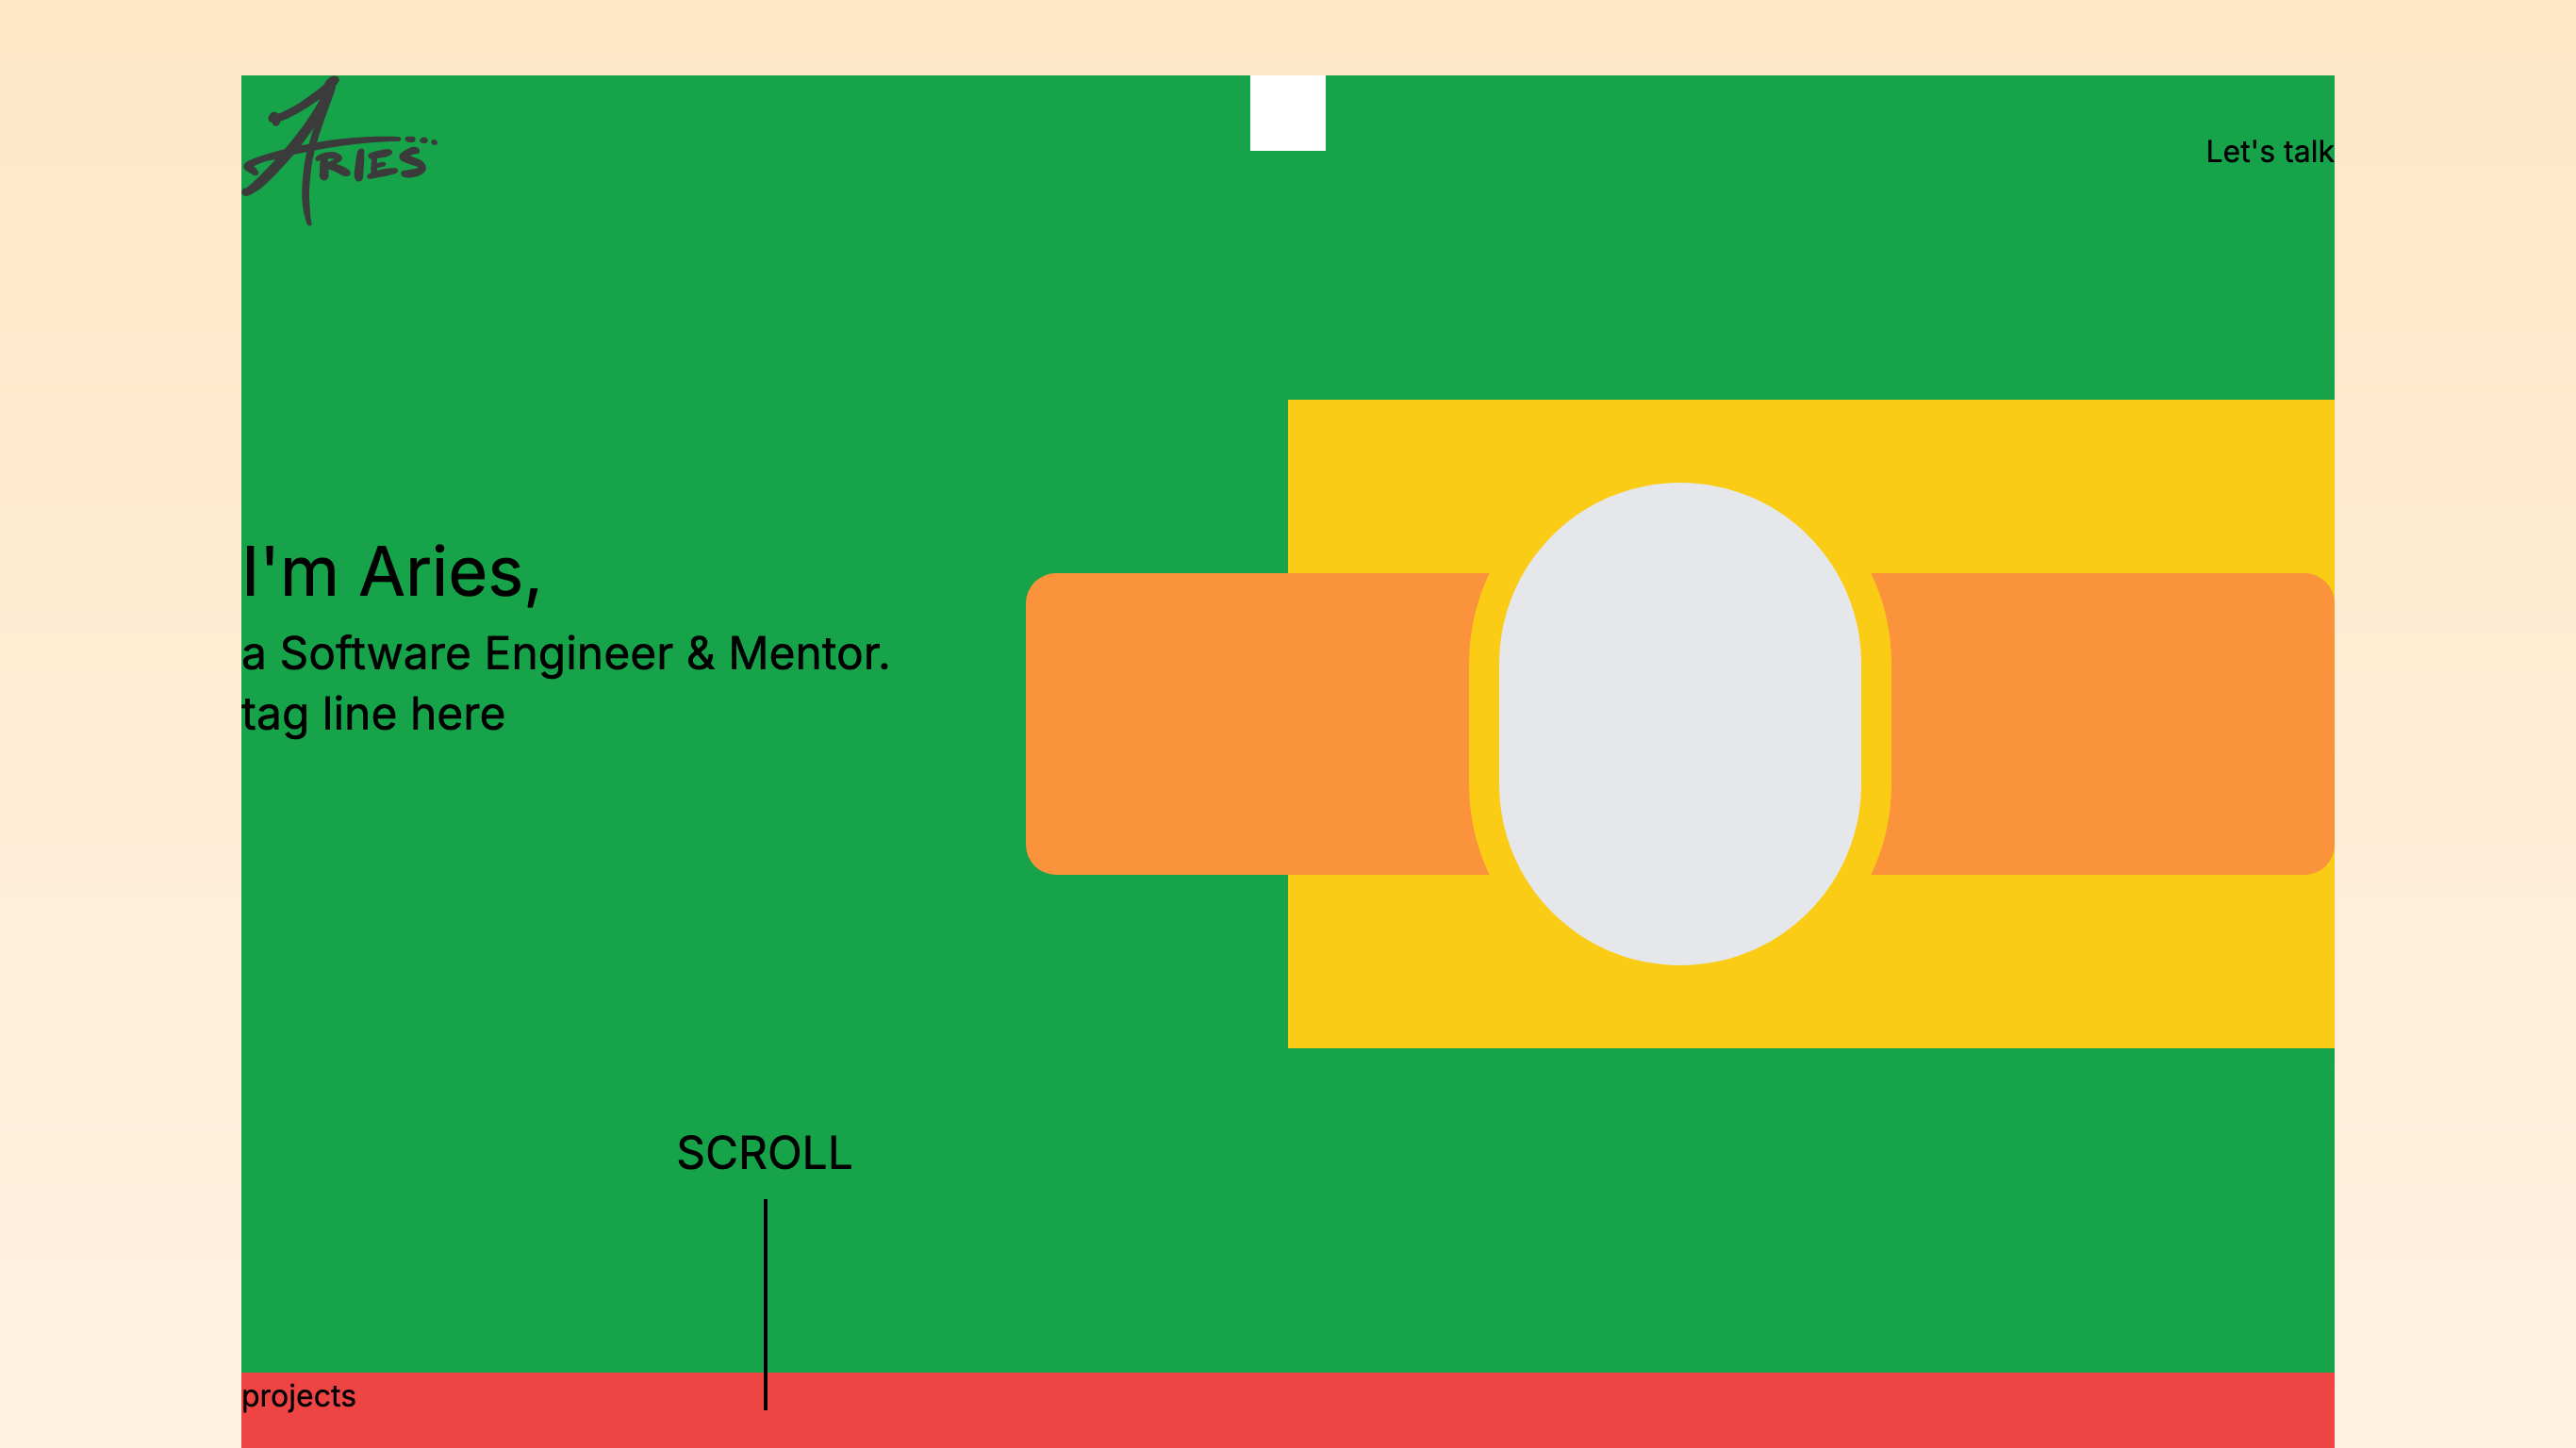 ARIES
Let's talk
I'm Aries,
a Software Engineer & Mentor.
tag line here
SCROLL
projects